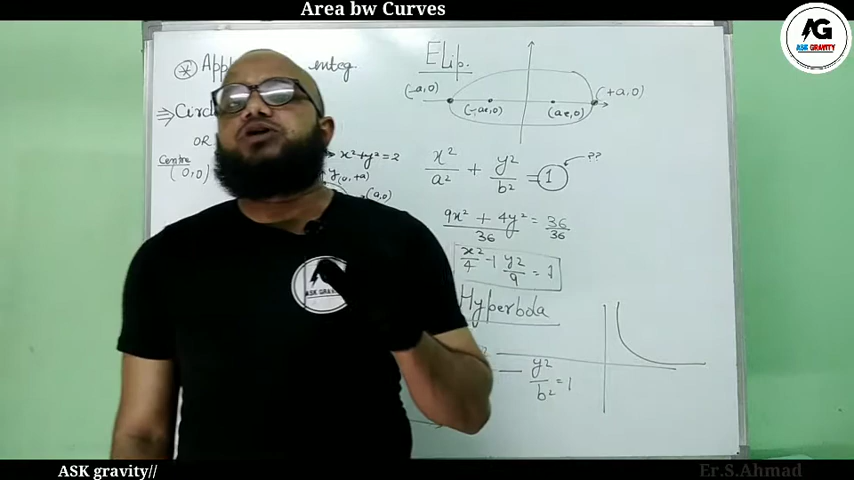 Area bw Curves
AG
ASK GRAVITY
integ
⇒ Circ
OR
Centre
(0,0)
x²+y²=2
y(0,+a)
(a,0)
Elip.
(-a,0)
(+a,0)
(-ae,0)
(ae,0)
x²/a² + y²/b² = 1
??
9x² + 4y²/36 = 36/36
x²/4 + y²/9 = 1
Hyperbola
— y²/b² = 1
ASK gravity//
Er.S.Ahmad